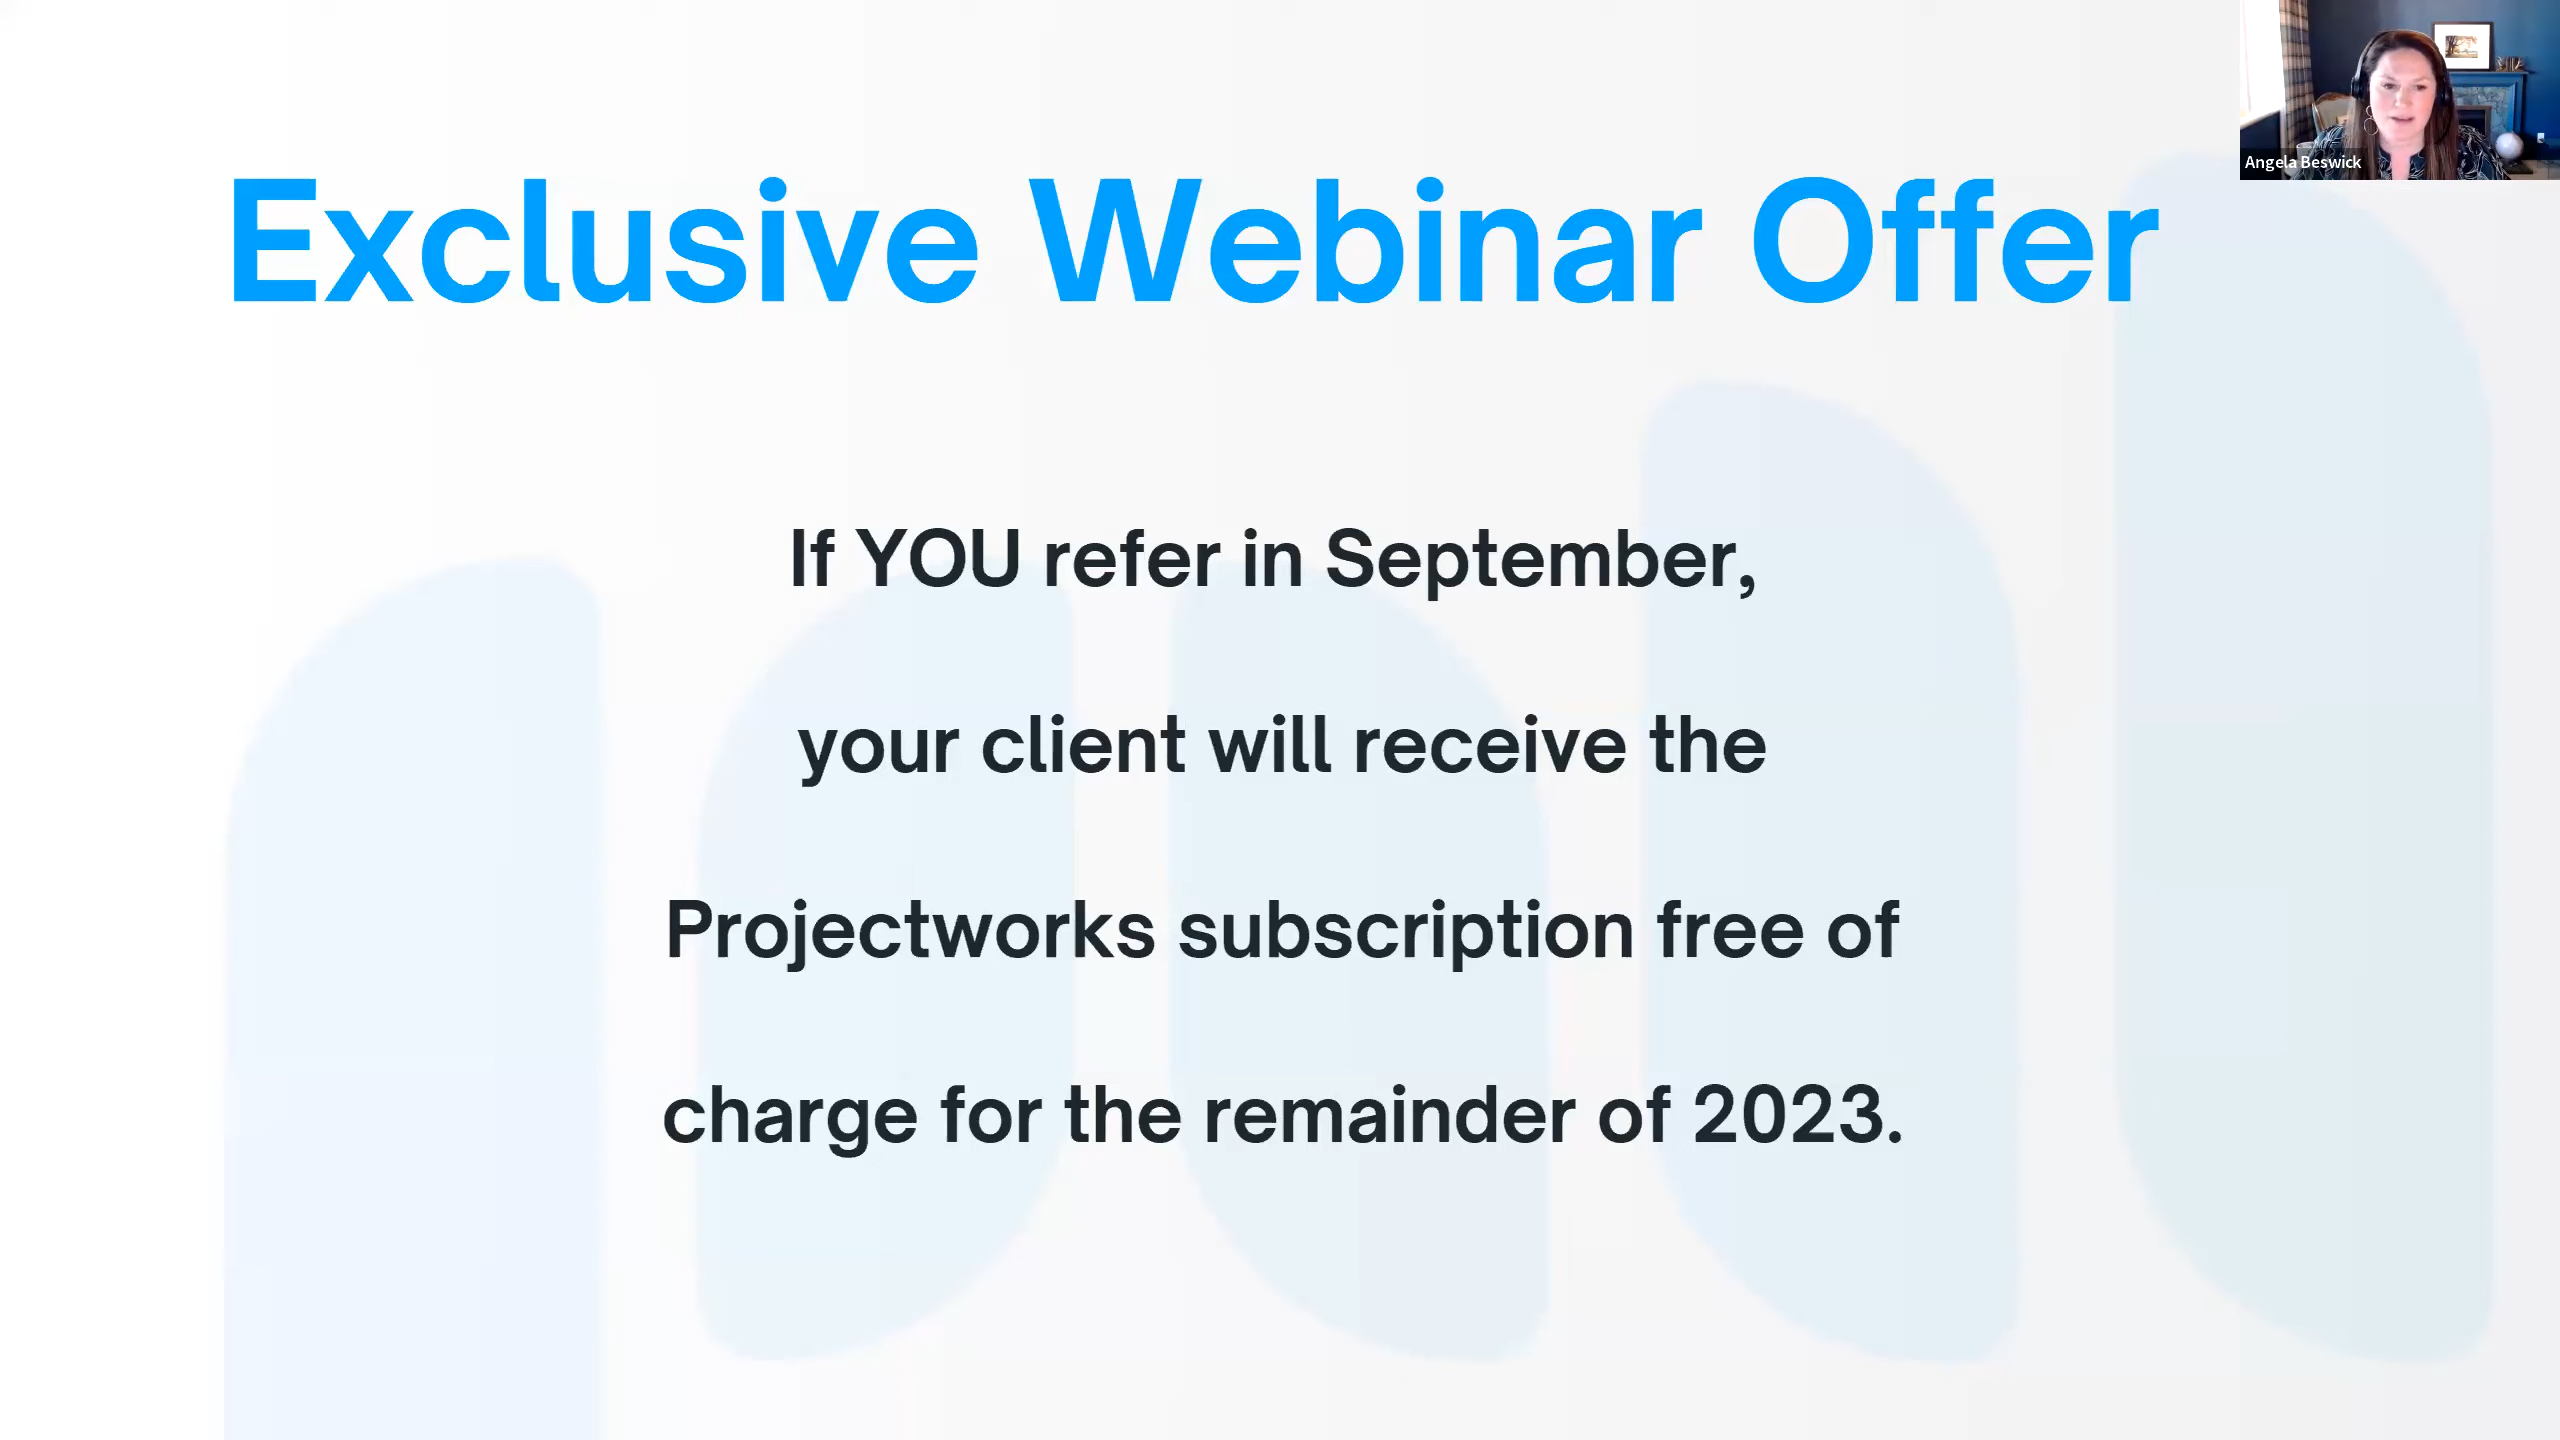 Angela Beswick
Exclusive Webinar Offer
If YOU refer in September,
your client will receive the
Projectworks subscription free of
charge for the remainder of 2023.